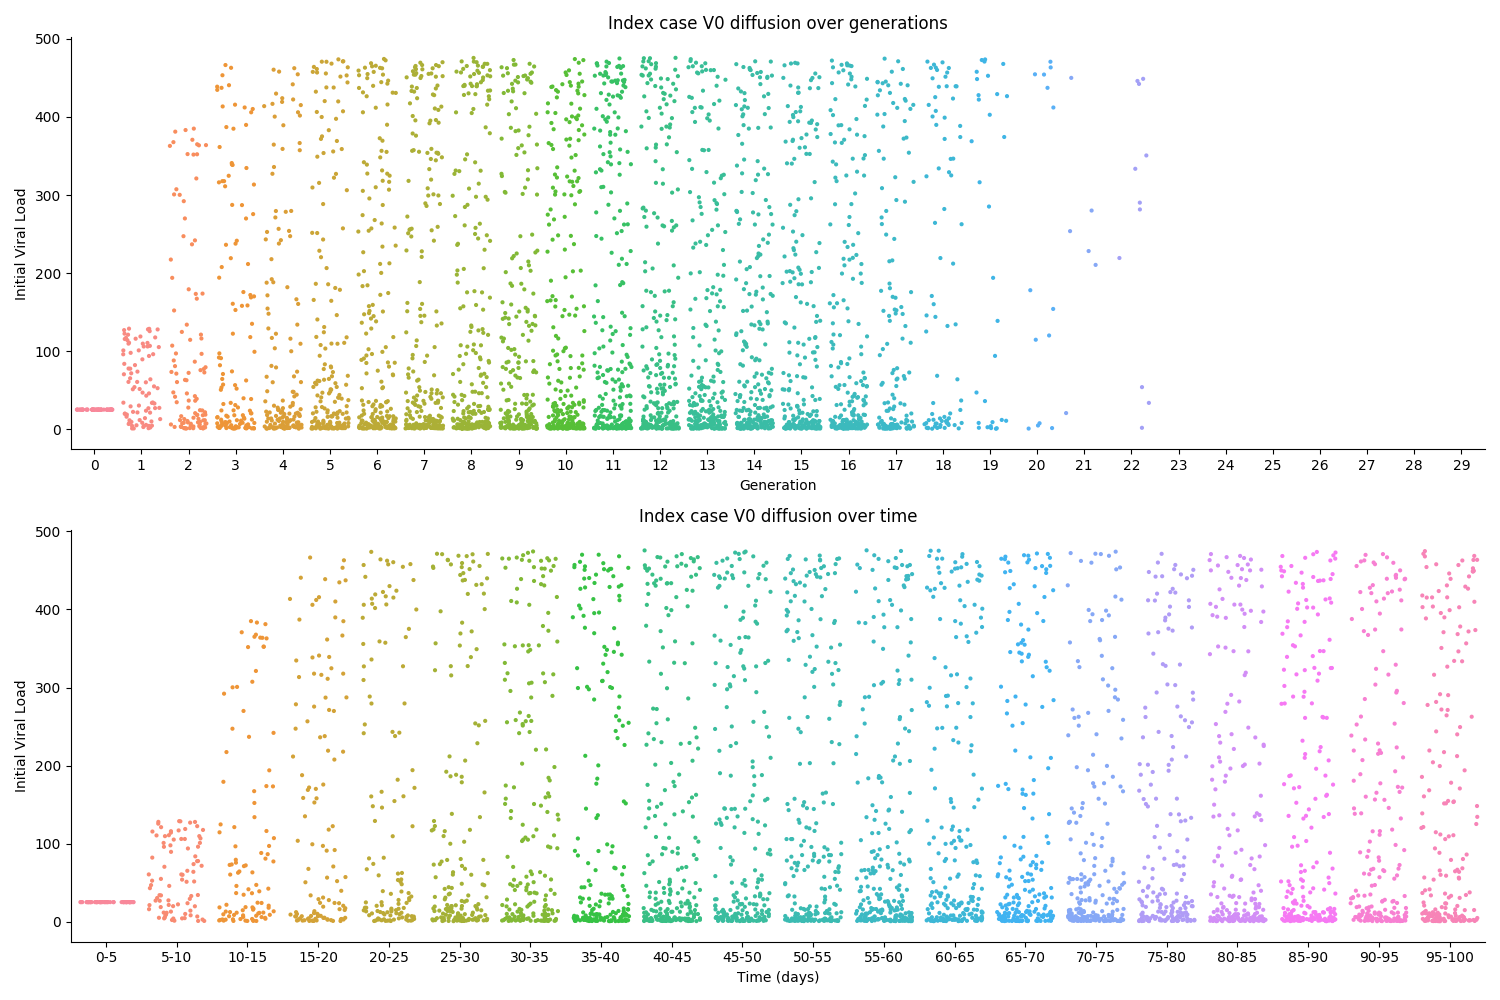 Index case V0 diffusion over generations
500
400
300
200
100
0
Initial Viral Load
0 1 2 3 4 5 6 7 8 9 10 11 12 13 14 15 16 17 18 19 20 21 22 23 24 25 26 27 28 29
Generation
Index case V0 diffusion over time
500
400
300
200
100
0
Initial Viral Load
0-5 5-10 10-15 15-20 20-25 25-30 30-35 35-40 40-45 45-50 50-55 55-60 60-65 65-70 70-75 75-80 80-85 85-90 90-95 95-100
Time (days)